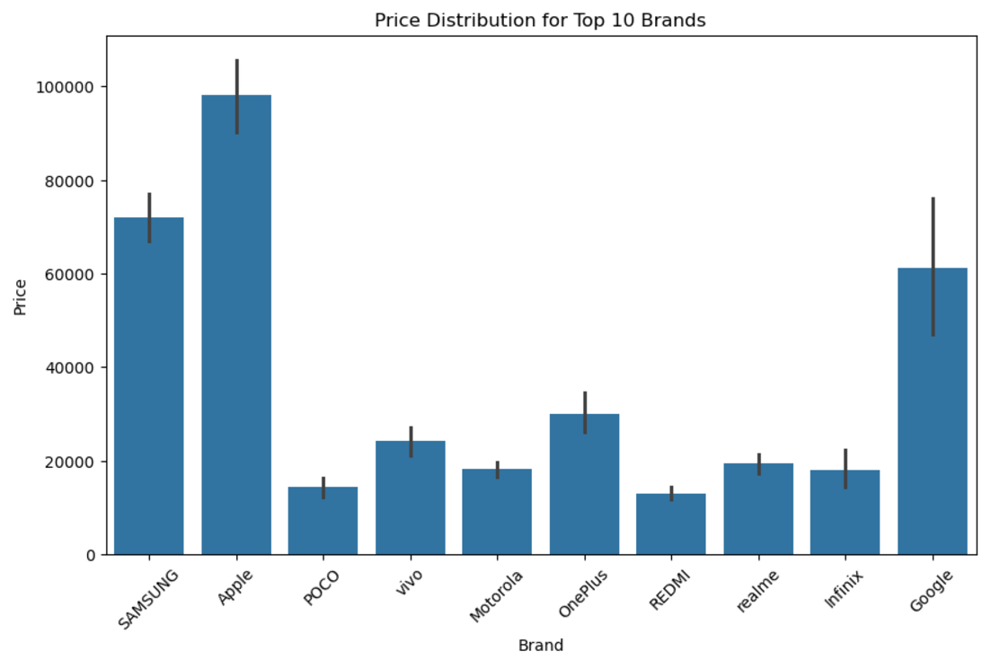 Price Distribution for Top 10 Brands
Price
100000
80000
60000
40000
20000
0
SAMSUNG
Apple
POCO
vivo
Motorola
OnePlus
REDMI
realme
Infinix
Google
Brand